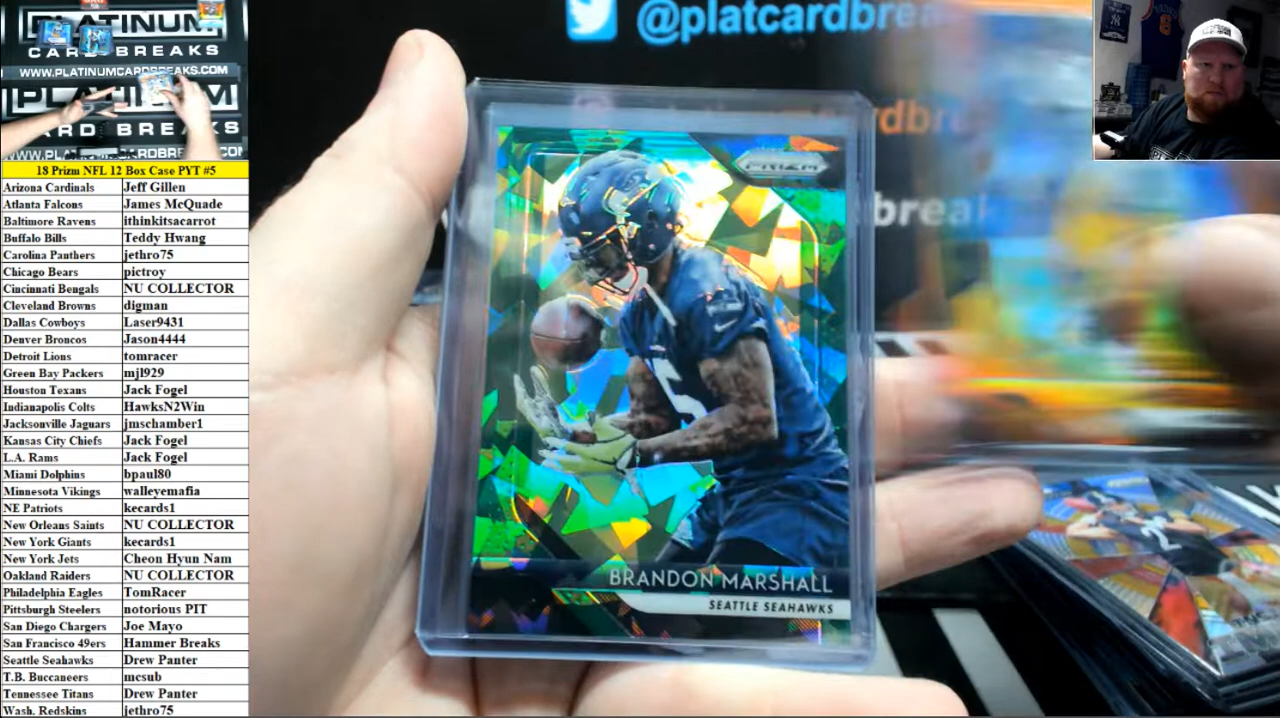 PLATINUM
CARD BREAKS
WWW.PLATINUMCARDBREAKS.COM
PLATINUM
CARD BREAKS
18 Prizm NFL 12 Box Case PYT #5
Arizona Cardinals Jeff Gillen
Atlanta Falcons James McQuade
Baltimore Ravens ithinkitsacarrot
Buffalo Bills Teddy Hwang
Carolina Panthers jethro75
Chicago Bears pictroy
Cincinnati Bengals NU COLLECTOR
Cleveland Browns digman
Dallas Cowboys Laser9431
Denver Broncos Jason4444
Detroit Lions tomracer
Green Bay Packers mjl929
Houston Texans Jack Fogel
Indianapolis Colts HawksN2Win
Jacksonville Jaguars jmschamber1
Kansas City Chiefs Jack Fogel
L.A. Rams Jack Fogel
Miami Dolphins bpaul80
Minnesota Vikings walleyemafia
NE Patriots kecards1
New Orleans Saints NU COLLECTOR
New York Giants kecards1
New York Jets Cheon Hyun Nam
Oakland Raiders NU COLLECTOR
Philadelphia Eagles TomRacer
Pittsburgh Steelers notorious PIT
San Diego Chargers Joe Mayo
San Francisco 49ers Hammer Breaks
Seattle Seahawks Drew Panter
T.B. Buccaneers mcsub
Tennessee Titans Drew Panter
Wash. Redskins jethro75
@platcardbrea
break
PRIZM
5
BRANDON MARSHALL
SEATTLE SEAHAWKS